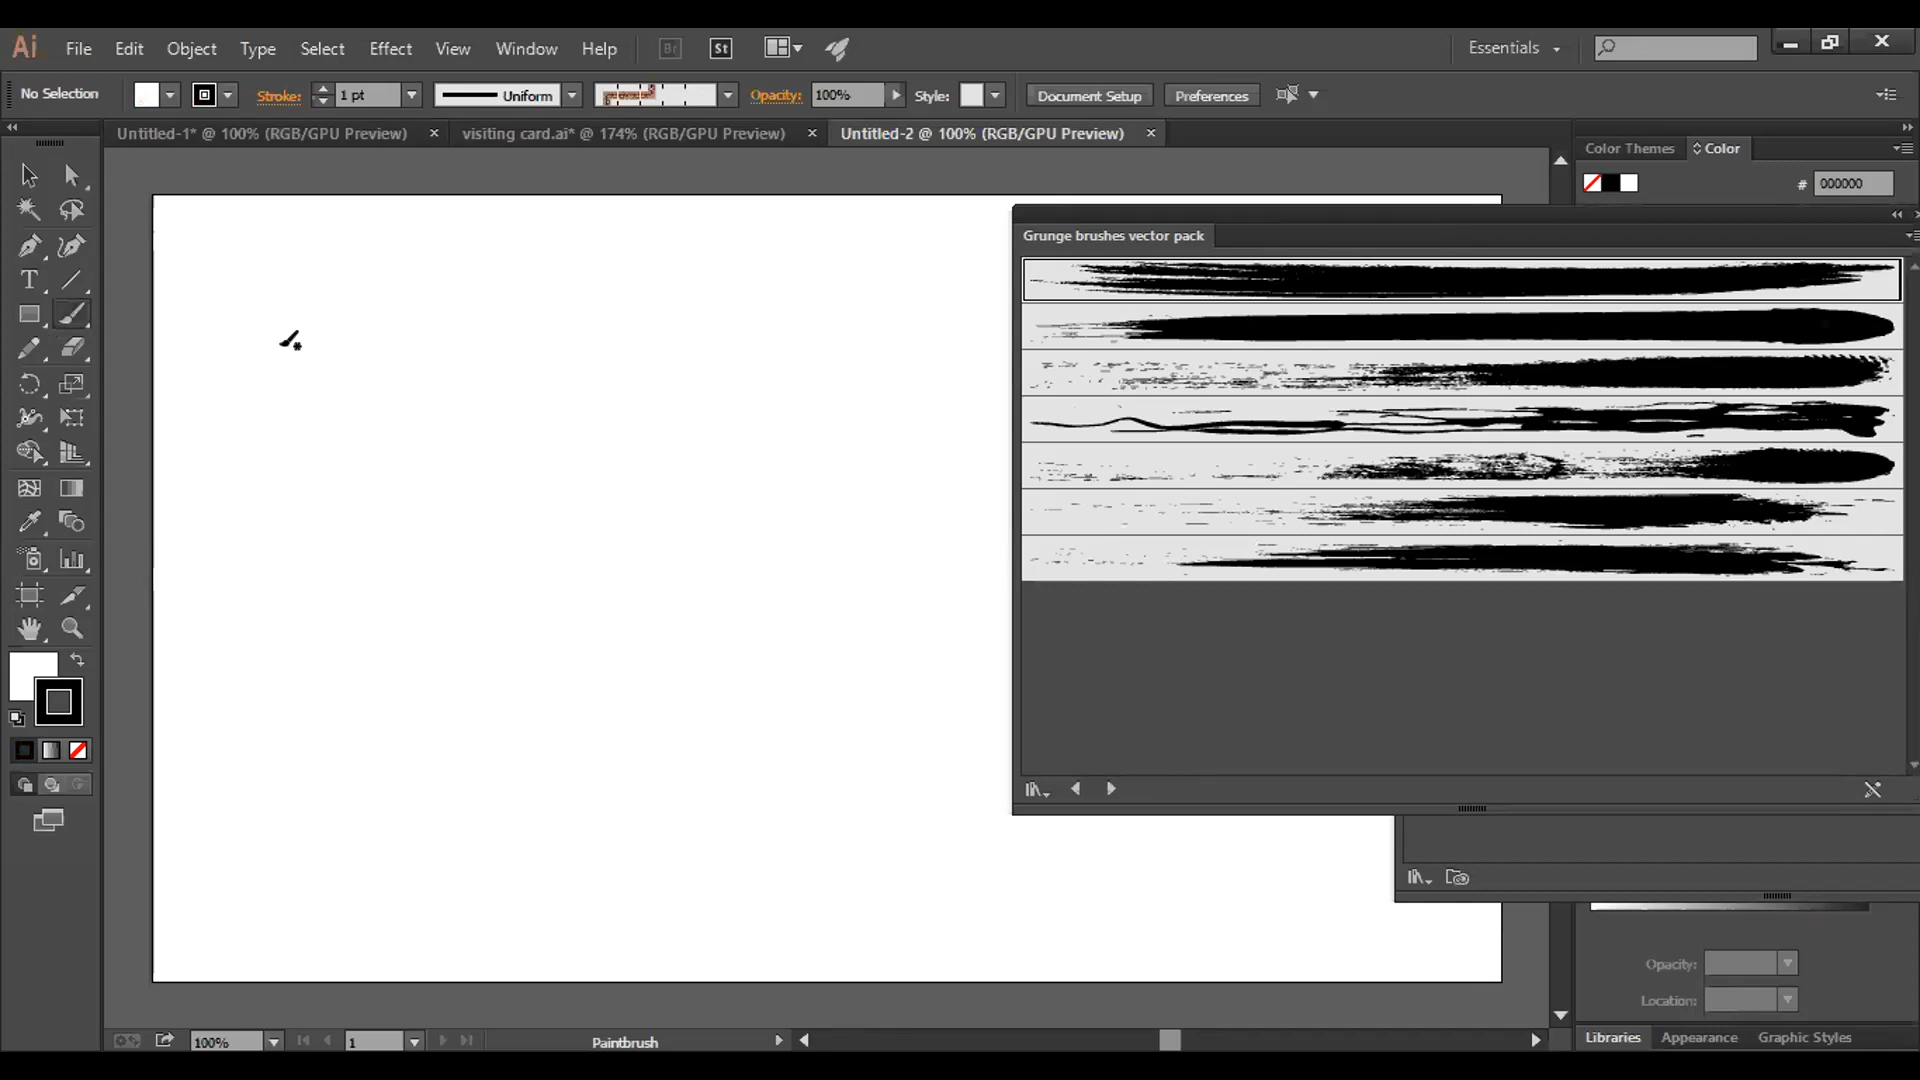 Ai File Edit Object Type Select Effect View Window Help Br St Essentials
No Selection Stroke: 1 pt Uniform Opacity: 100% Style: Document Setup Preferences
Untitled-1* @ 100% (RGB/GPU Preview) × visiting card.ai* @ 174% (RGB/GPU Preview) × Untitled-2 @ 100% (RGB/GPU Preview) ×
Color Themes Color
# 000000
Grunge brushes vector pack
T
Opacity:
Location:
100% 1 Paintbrush
Libraries Appearance Graphic Styles